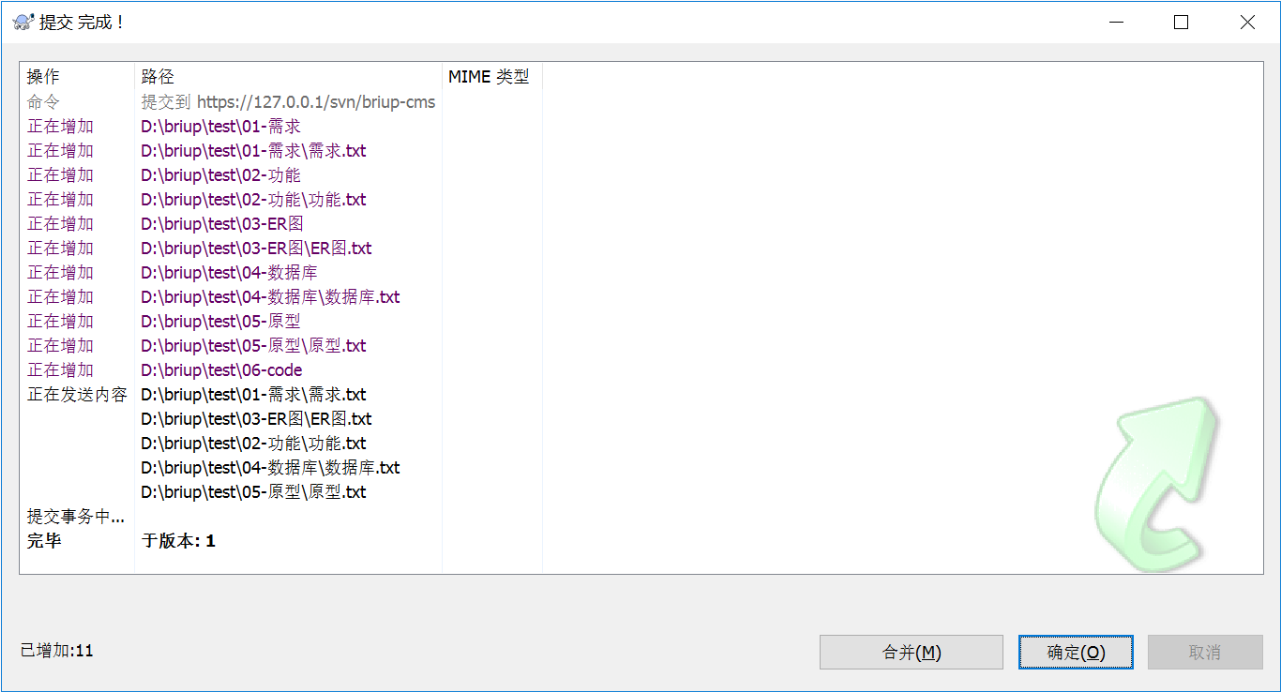 提交 完成！
操作 路径 MIME 类型
命令 提交到 https://127.0.0.1/svn/briup-cms
正在增加 D:\briup\test\01-需求
正在增加 D:\briup\test\01-需求\需求.txt
正在增加 D:\briup\test\02-功能
正在增加 D:\briup\test\02-功能\功能.txt
正在增加 D:\briup\test\03-ER图
正在增加 D:\briup\test\03-ER图\ER图.txt
正在增加 D:\briup\test\04-数据库
正在增加 D:\briup\test\04-数据库\数据库.txt
正在增加 D:\briup\test\05-原型
正在增加 D:\briup\test\05-原型\原型.txt
正在增加 D:\briup\test\06-code
正在发送内容 D:\briup\test\01-需求\需求.txt
D:\briup\test\03-ER图\ER图.txt
D:\briup\test\02-功能\功能.txt
D:\briup\test\04-数据库\数据库.txt
D:\briup\test\05-原型\原型.txt
提交事务中...
完毕 于版本: 1
已增加:11 合并(M) 确定(O) 取消